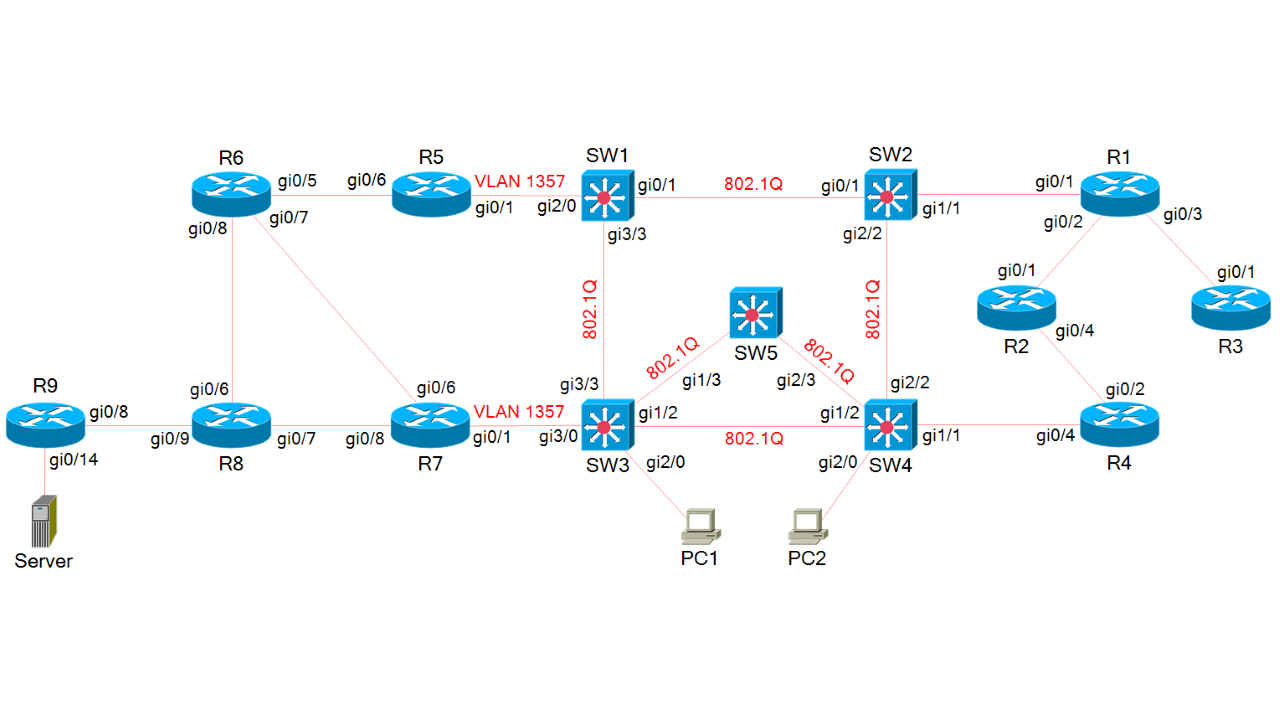 R6
R5
SW1
SW2
R1
gi0/5
gi0/6
VLAN 1357
gi0/1
802.1Q
gi0/1
gi0/1
gi0/7
gi0/1
gi2/0
gi1/1
gi0/3
gi0/8
gi3/3
gi2/2
gi0/2
802.1Q
802.1Q
gi0/1
gi0/1
R2
gi0/4
R3
SW5
802.1Q
802.1Q
gi1/3
gi2/3
R9
gi0/6
gi0/6
gi3/3
gi2/2
gi0/2
gi0/8
VLAN 1357
gi1/2
gi1/2
gi0/9
gi0/7
gi0/8
gi0/1
gi3/0
802.1Q
gi1/1
gi0/4
gi0/14
R8
R7
SW3
gi2/0
gi2/0
SW4
R4
Server
PC1
PC2